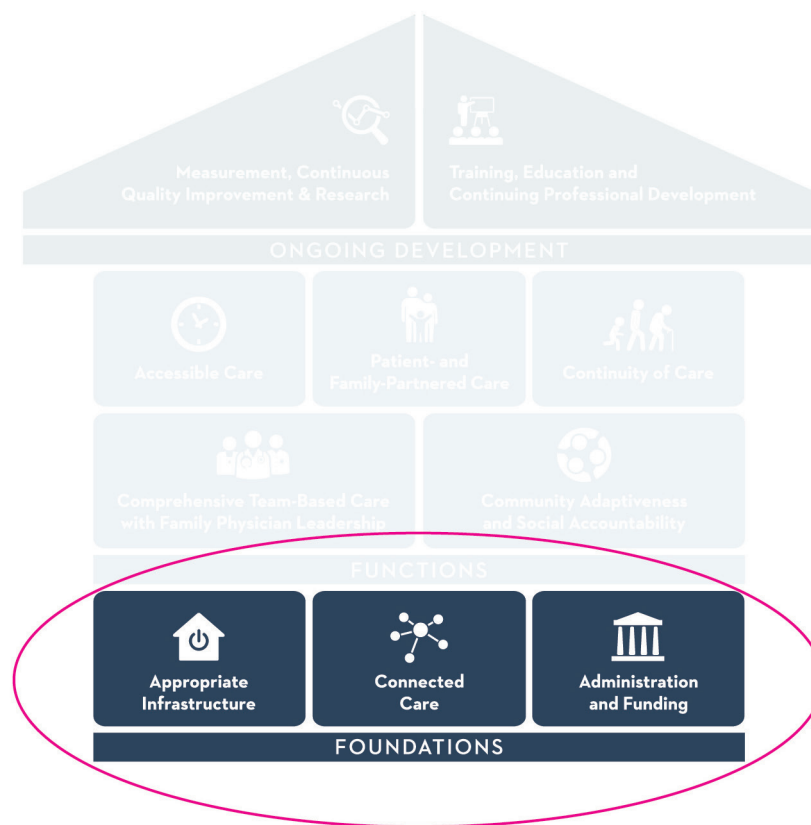 Measurement, Continuous
Quality Improvement & Research
Training, Education and
Continuing Professional Development
ONGOING DEVELOPMENT
Accessible Care
Patient- and
Family-Partnered Care
Continuity of Care
Comprehensive Team-Based Care
with Family Physician Leadership
Community Adaptiveness
and Social Accountability
FUNCTIONS
Appropriate
Infrastructure
Connected
Care
Administration
and Funding
FOUNDATIONS